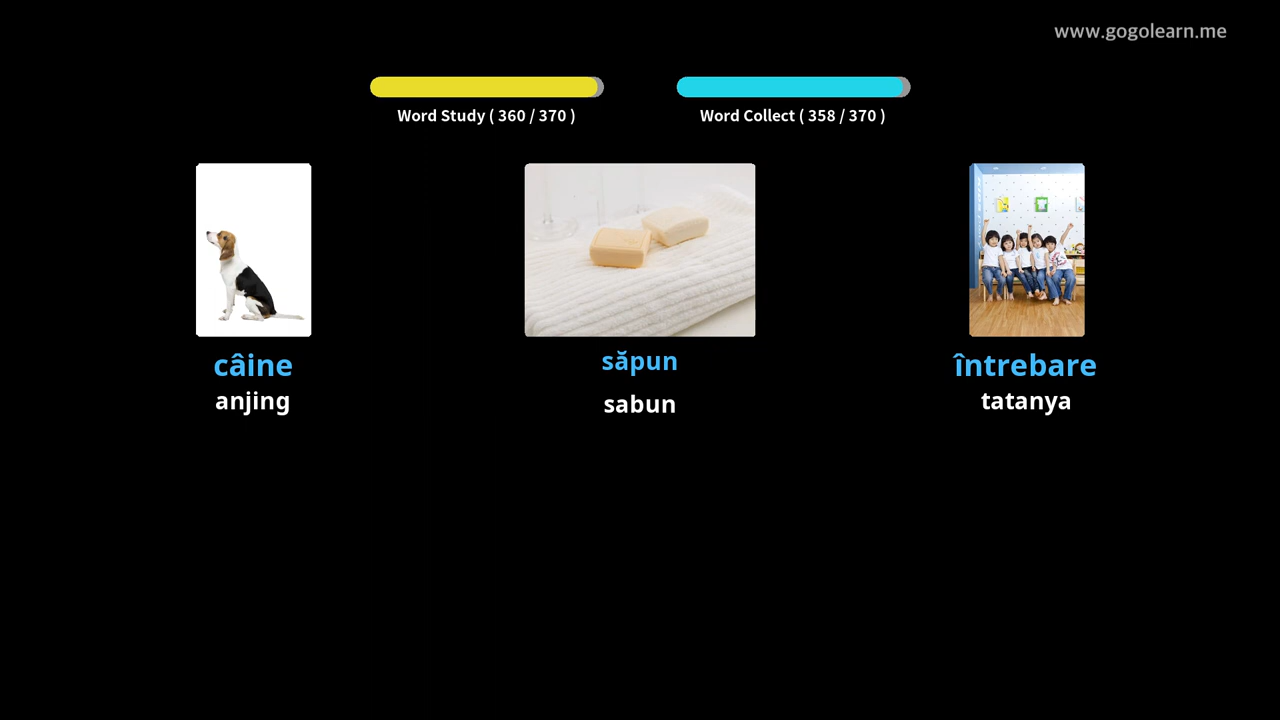 www.gogolearn.me
Word Study ( 360 / 370 )
Word Collect ( 358 / 370 )
câine
anjing
săpun
sabun
întrebare
tatanya